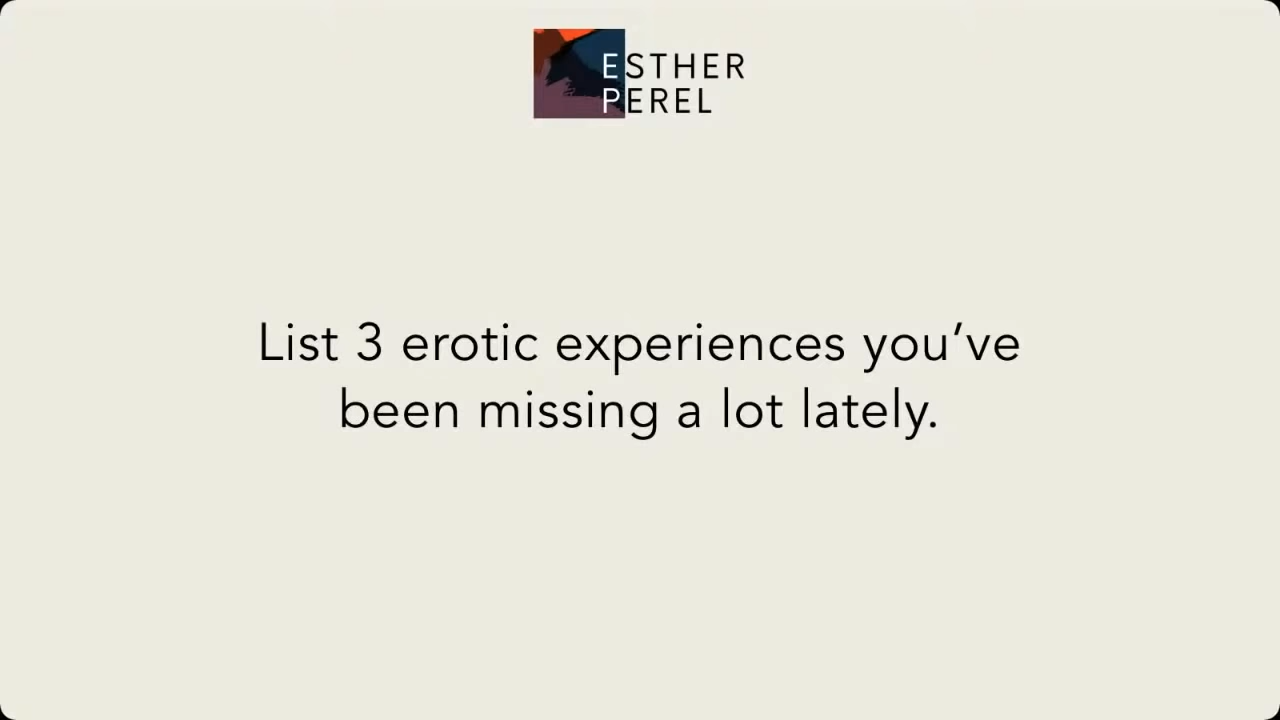 ESTHER
PEREL
List 3 erotic experiences you’ve
been missing a lot lately.